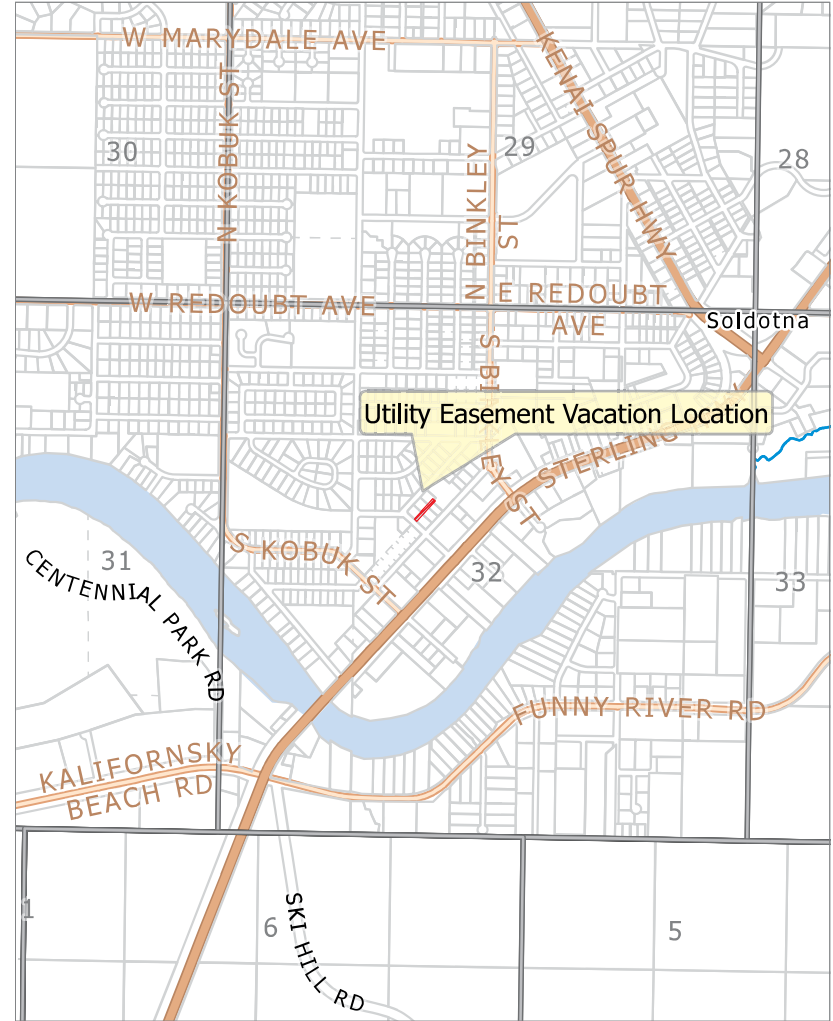 W MARYDALE AVE
KENAI SPUR HWY
N KOBUK ST
30
29
28
N BINKLEY
ST
W REDOUBT AVE
E REDOUBT
AVE
Soldotna
Utility Easement Vacation Location
STERLING
EY ST
S KOBUK ST
31
32
33
CENTENNIAL PARK RD
FUNNY RIVER RD
KALIFORNSKY
BEACH RD
1
6
5
SKI HILL RD